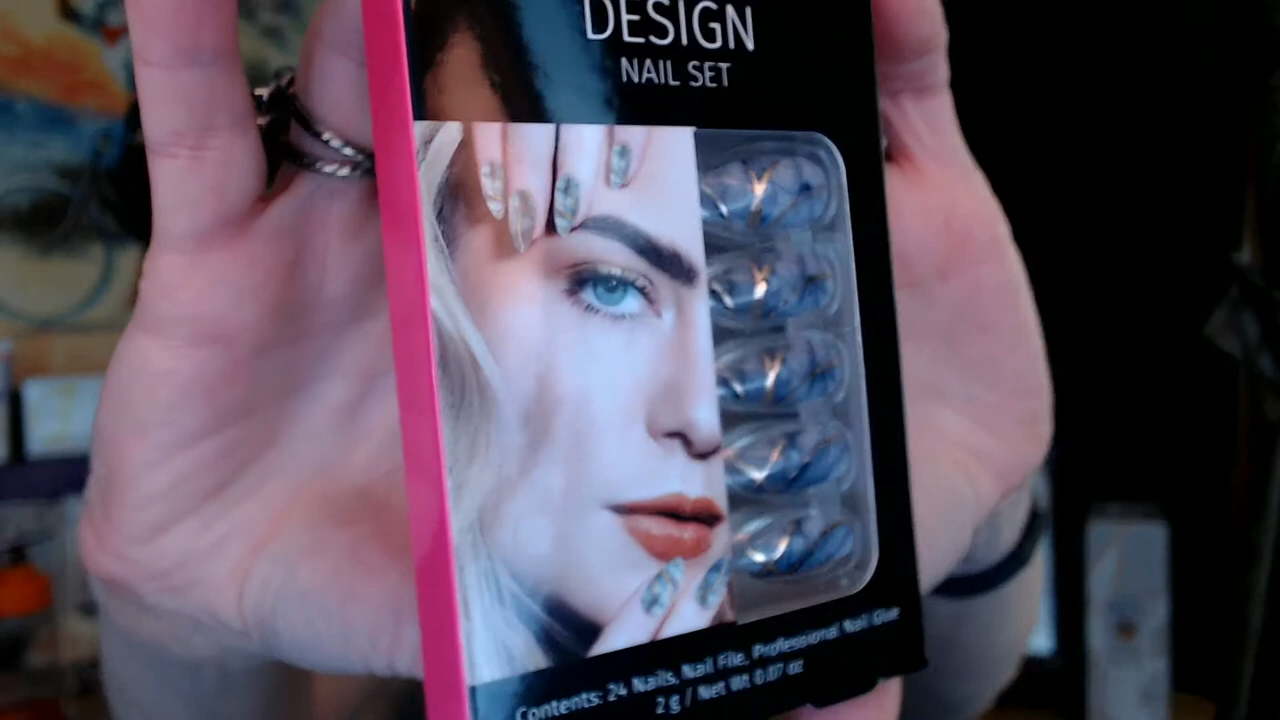 DESIGN
NAIL SET
Contents: 24 Nails, Nail File, Professional Nail Glue
2 g / Net Wt 0.07 oz